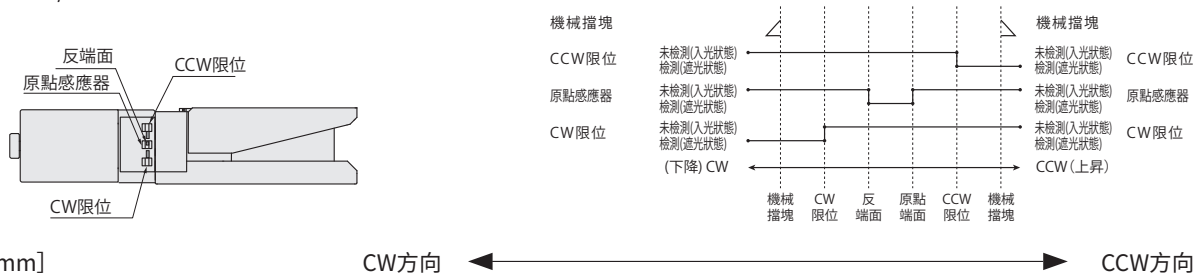 反端面
CCW限位
原點感應器
CW限位
機械擋塊
機械擋塊
CCW限位
未檢測(入光狀態)
檢測(遮光狀態)
未檢測(入光狀態)
檢測(遮光狀態)
CCW限位
原點感應器
未檢測(入光狀態)
檢測(遮光狀態)
未檢測(入光狀態)
檢測(遮光狀態)
原點感應器
CW限位
未檢測(入光狀態)
檢測(遮光狀態)
未檢測(入光狀態)
檢測(遮光狀態)
CW限位
(下降) CW
CCW (上昇)
機械
擋塊
CW
限位
反
端面
原點
端面
CCW
限位
機械
擋塊
mm]
CW方向
CCW方向